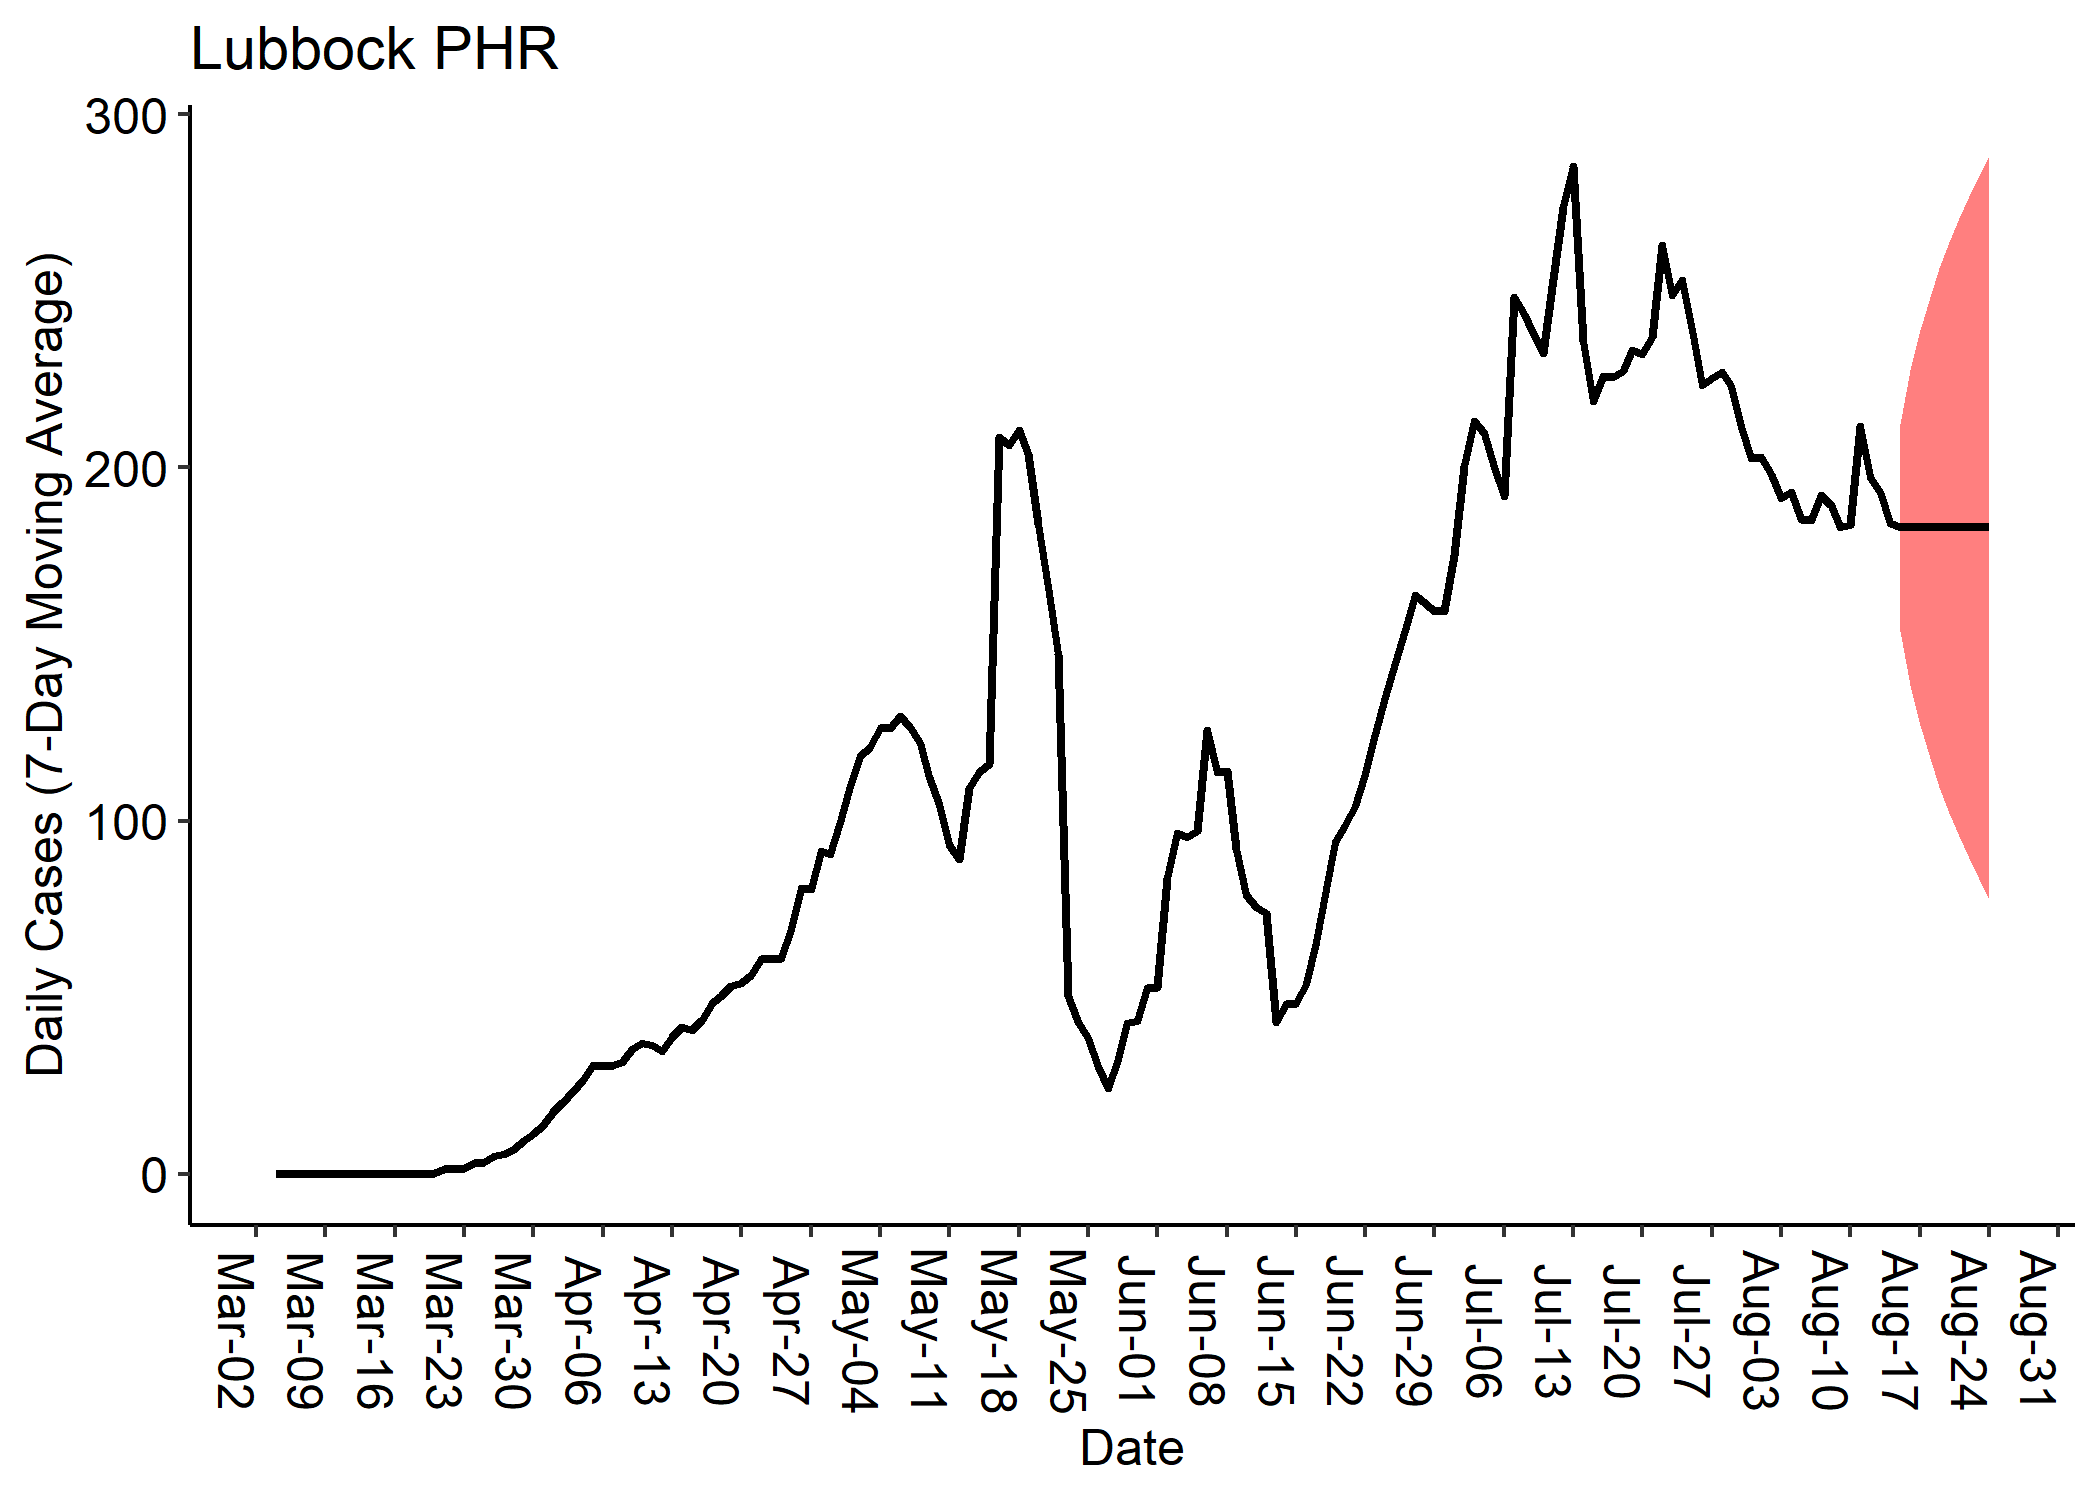 Lubbock PHR
Daily Cases (7-Day Moving Average)
300
200
100
0
Mar-02
Mar-09
Mar-16
Mar-23
Mar-30
Apr-06
Apr-13
Apr-20
Apr-27
May-04
May-11
May-18
May-25
Jun-01
Jun-08
Jun-15
Jun-22
Jun-29
Jul-06
Jul-13
Jul-20
Jul-27
Aug-03
Aug-10
Aug-17
Aug-24
Aug-31
Date